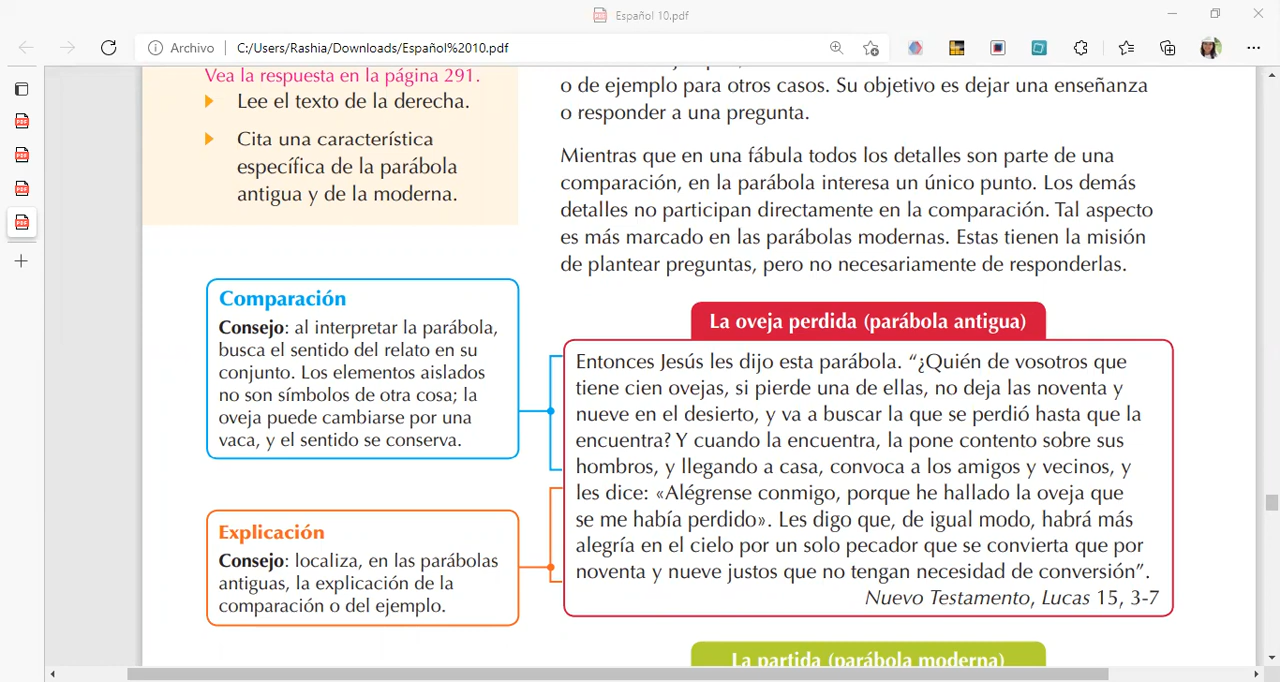 Español 10.pdf
Archivo
C:/Users/Rashia/Downloads/Español%2010.pdf
Vea la respuesta en la página 291.
Lee el texto de la derecha.
Cita una característica
específica de la parábola
antigua y de la moderna.
o de ejemplo para otros casos. Su objetivo es dejar una enseñanza
o responder a una pregunta.
Mientras que en una fábula todos los detalles son parte de una
comparación, en la parábola interesa un único punto. Los demás
detalles no participan directamente en la comparación. Tal aspecto
es más marcado en las parábolas modernas. Estas tienen la misión
de plantear preguntas, pero no necesariamente de responderlas.
Comparación
Consejo: al interpretar la parábola,
busca el sentido del relato en su
conjunto. Los elementos aislados
no son símbolos de otra cosa; la
oveja puede cambiarse por una
vaca, y el sentido se conserva.
Explicación
Consejo: localiza, en las parábolas
antiguas, la explicación de la
comparación o del ejemplo.
La oveja perdida (parábola antigua)
Entonces Jesús les dijo esta parábola. “¿Quién de vosotros que
tiene cien ovejas, si pierde una de ellas, no deja las noventa y
nueve en el desierto, y va a buscar la que se perdió hasta que la
encuentra? Y cuando la encuentra, la pone contento sobre sus
hombros, y llegando a casa, convoca a los amigos y vecinos, y
les dice: «Alégrense conmigo, porque he hallado la oveja que
se me había perdido». Les digo que, de igual modo, habrá más
alegría en el cielo por un solo pecador que se convierta que por
noventa y nueve justos que no tengan necesidad de conversión”.
Nuevo Testamento, Lucas 15, 3-7
La partida (parábola moderna)